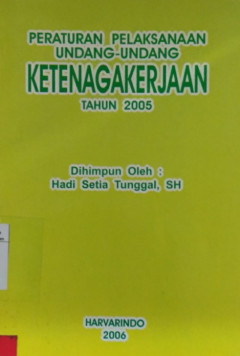 PERATURAN PELAKSANAAN
UNDANG-UNDANG
KETENAGAKERJAAN
TAHUN 2005
Dihimpun Oleh :
Hadi Setia Tunggal, SH
HARVARINDO
2006